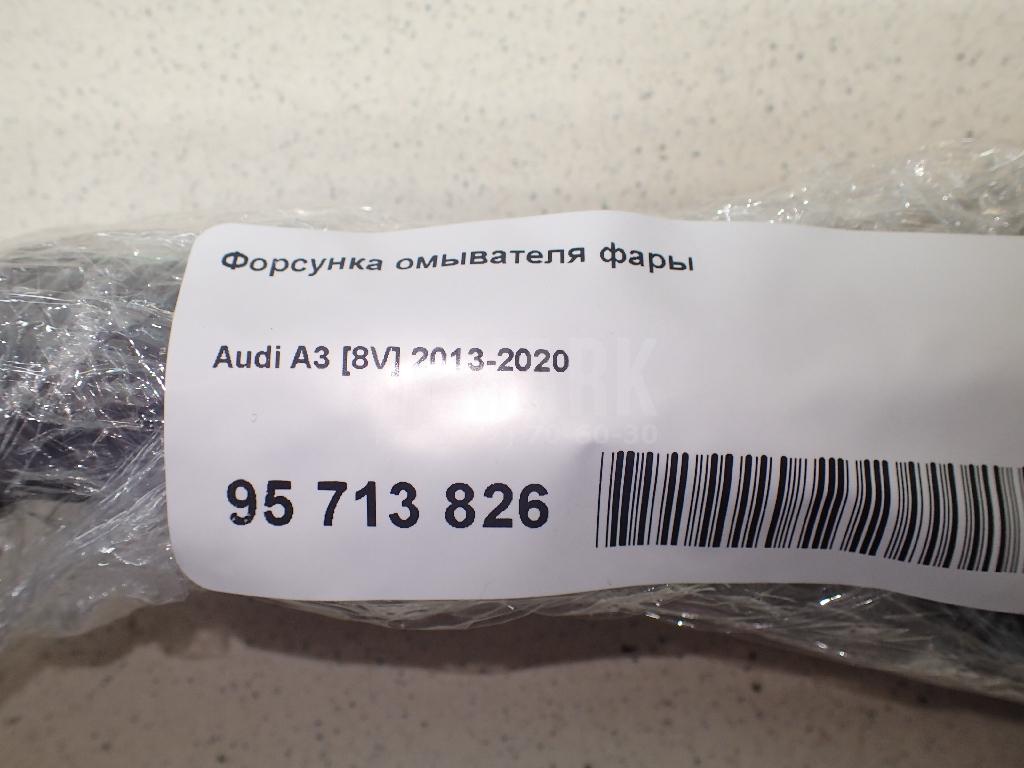 Форсунка омывателя фары
Audi A3 [8V] 2013-2020
95 713 826